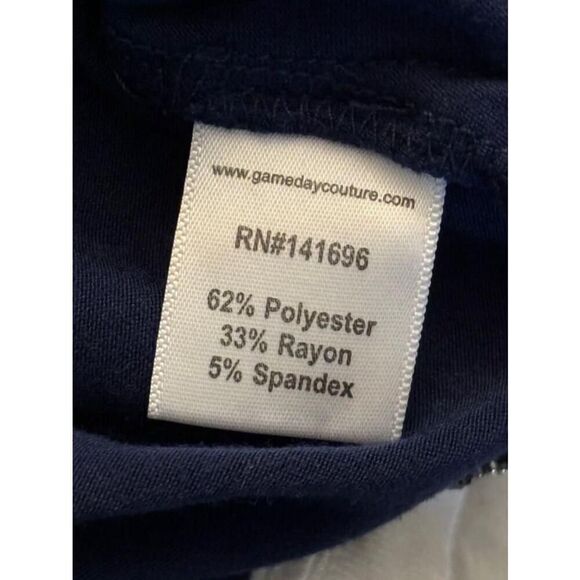 www.gamedaycouture.com
RN#141696
62% Polyester
33% Rayon
5% Spandex